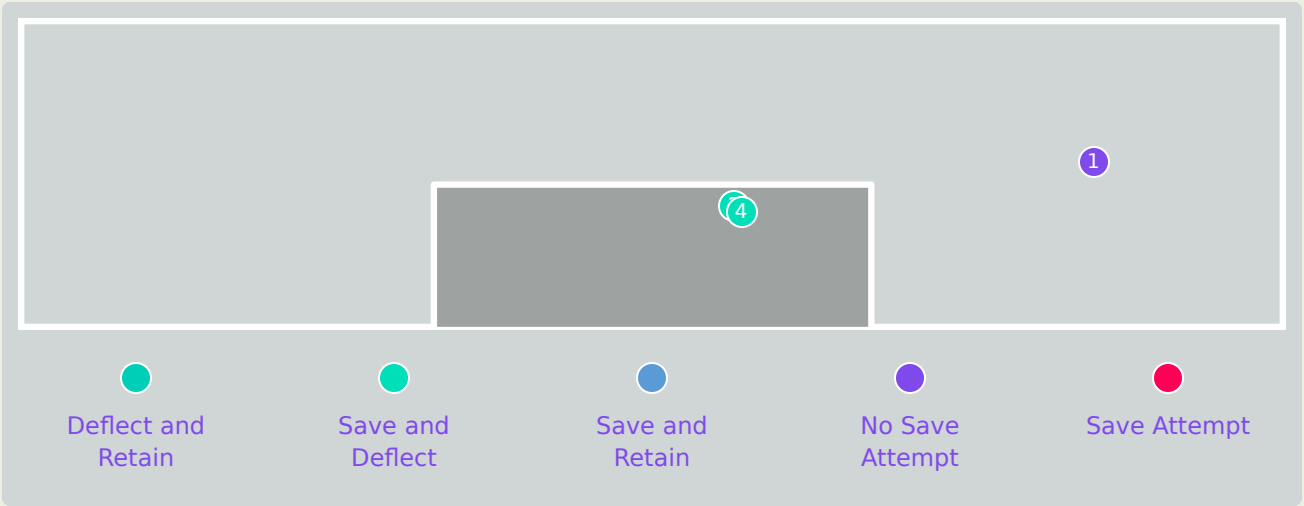 1
4
Deflect and
Retain
Save and
Deflect
Save and
Retain
No Save
Attempt
Save Attempt